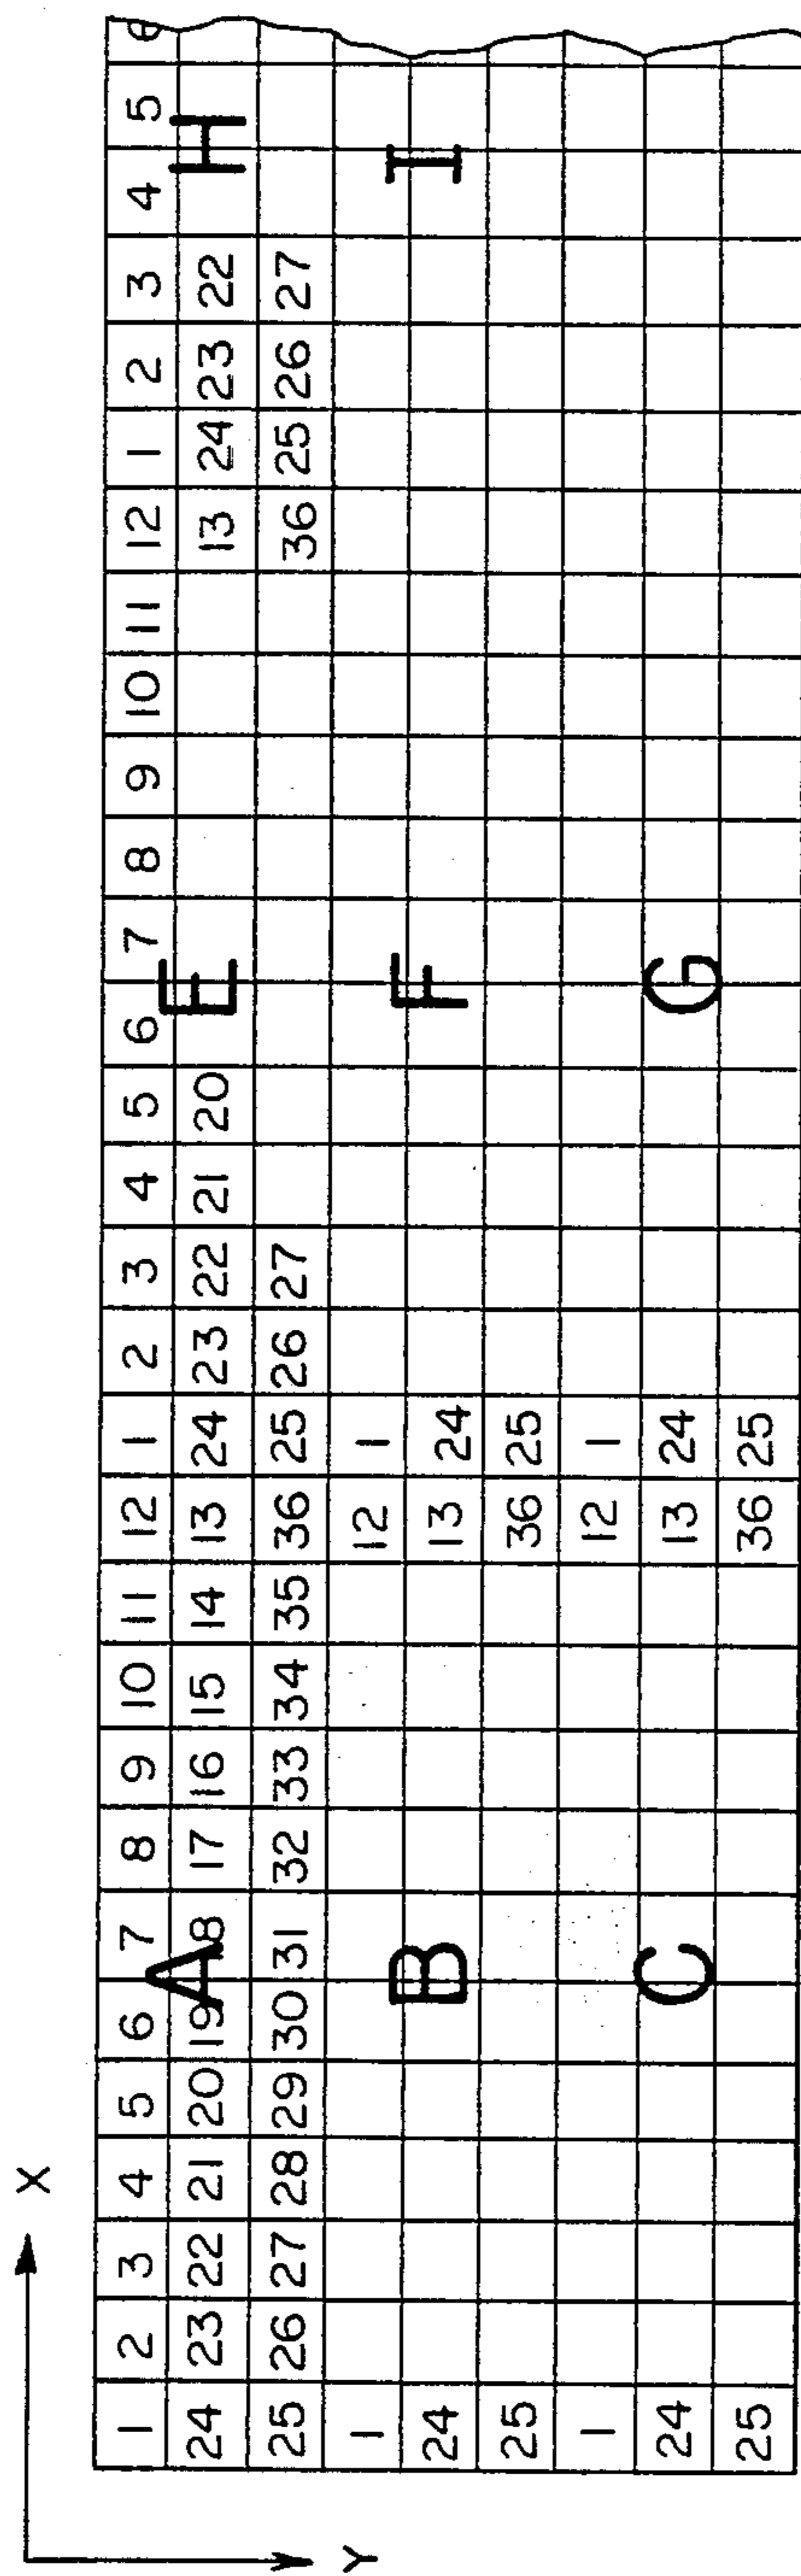 X
Y
1 2 3 4 5 6 7 8 9 10 11 12 1 2 3 4 5 6 7 8 9 10 11 12 1 2 3 4 5 6
24 23 22 21 20 19 A 18 17 16 15 14 13 24 23 22 21 20 E 13 24 23 22 H
25 26 27 28 29 30 31 32 33 34 35 36 25 26 27 36 25 26 27
1 12 1
24 B 13 24 F I
25 36 25
1 12 1
24 C 13 24 G
25 36 25